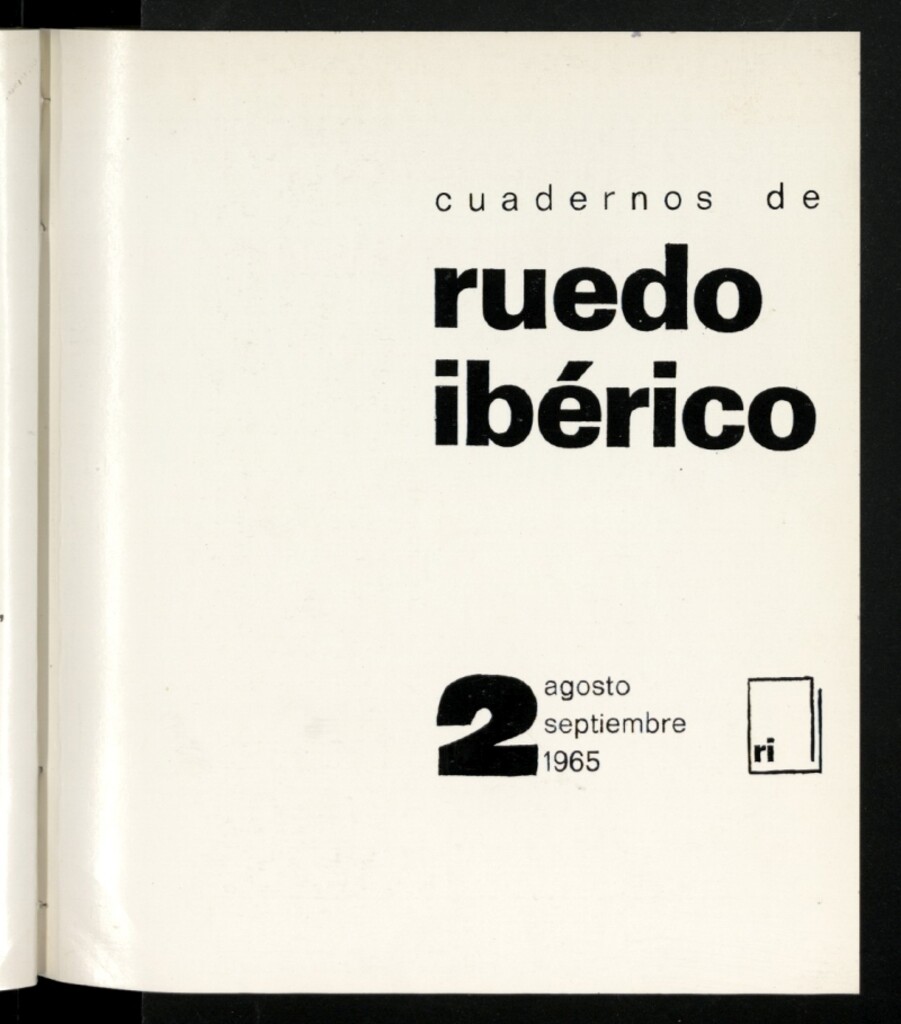 cuadernos de
ruedo
ibérico
2
agosto
septiembre
1965
ri